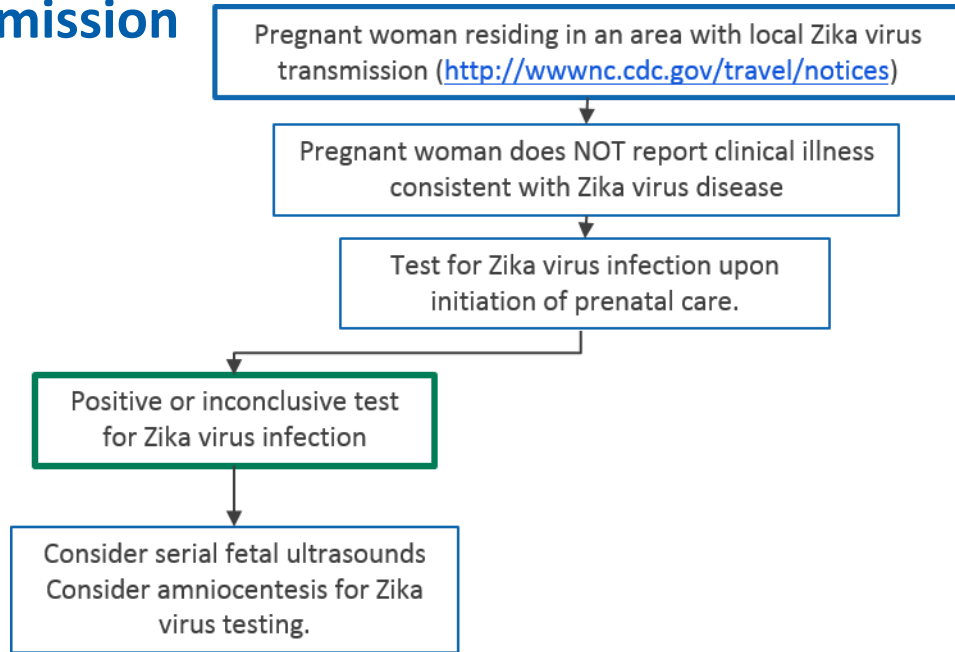 mission
Pregnant woman residing in an area with local Zika virus
transmission (http://wwwnc.cdc.gov/travel/notices)
Pregnant woman does NOT report clinical illness
consistent with Zika virus disease
Test for Zika virus infection upon
initiation of prenatal care.
Positive or inconclusive test
for Zika virus infection
Consider serial fetal ultrasounds
Consider amniocentesis for Zika
virus testing.